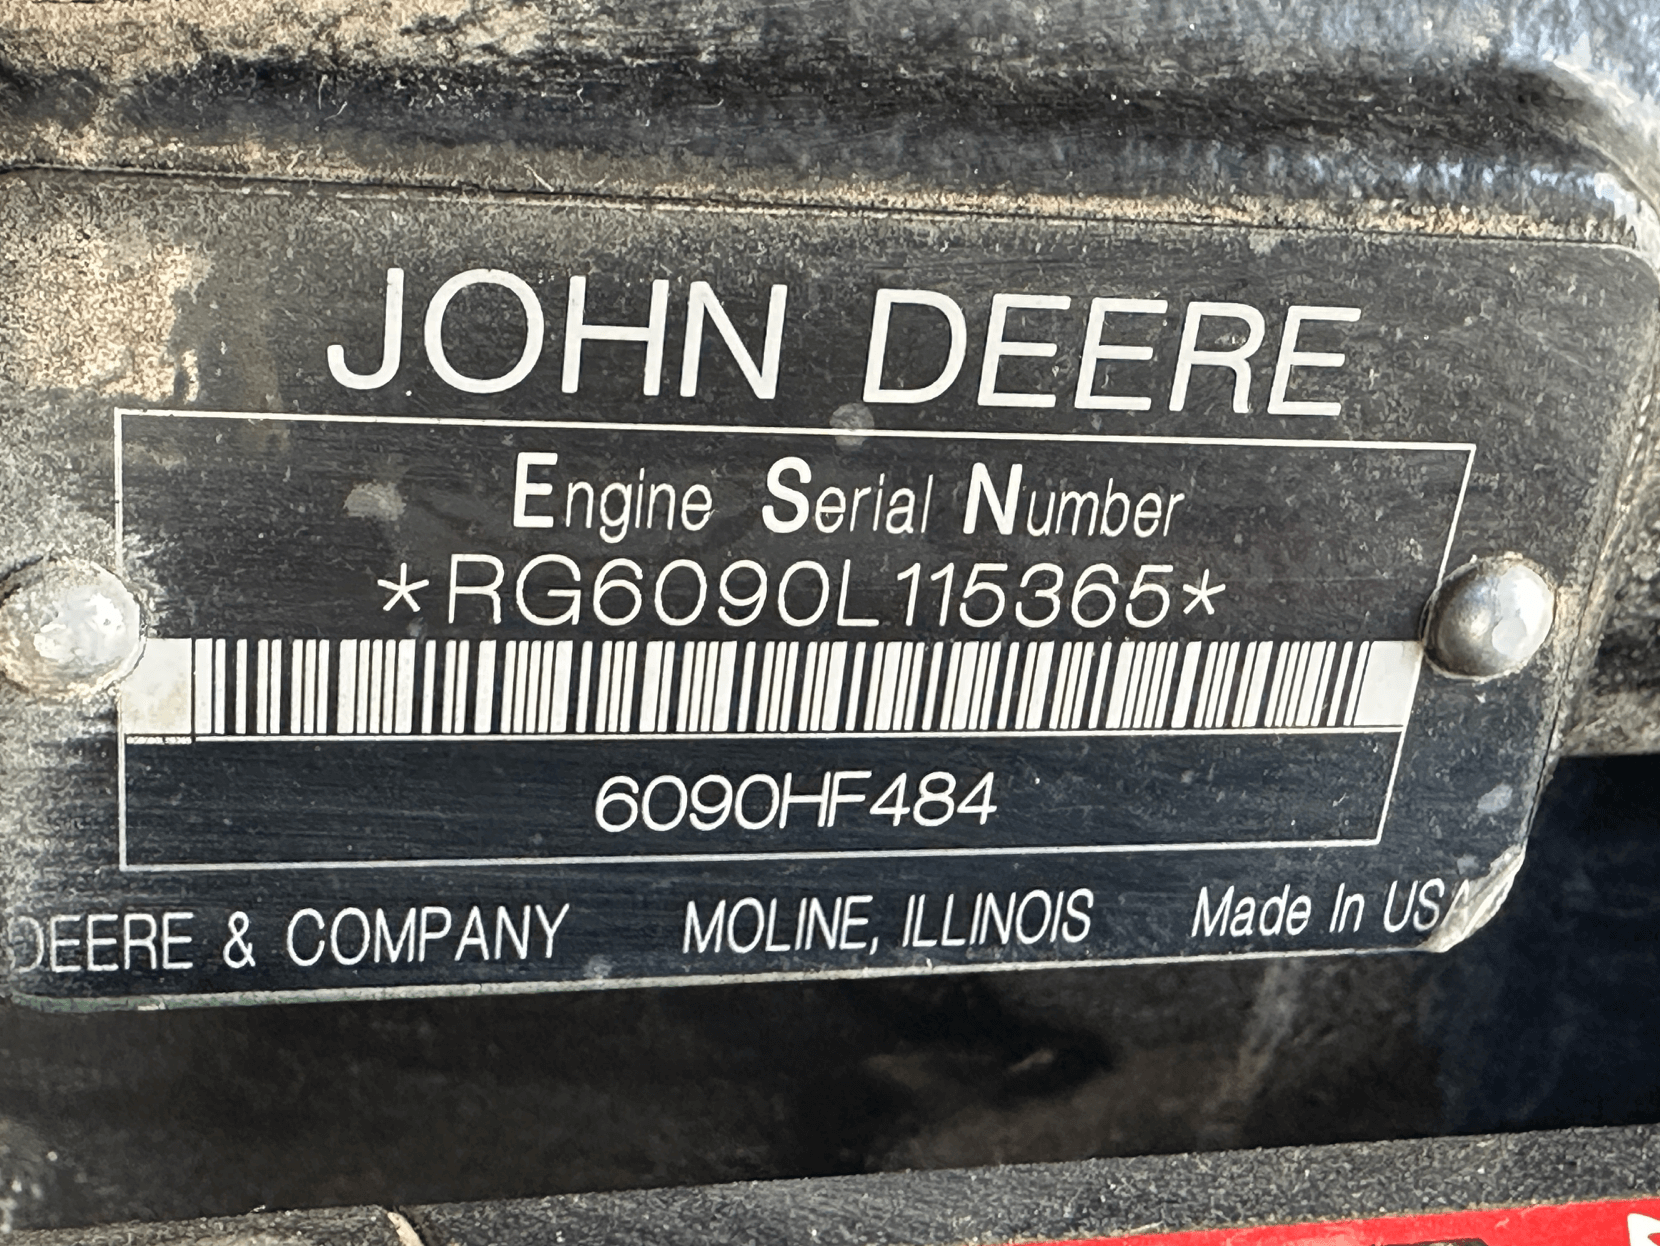 JOHN DEERE
Engine Serial Number
*RG6090L115365*
6090HF484
DEERE & COMPANY MOLINE, ILLINOIS Made In USA